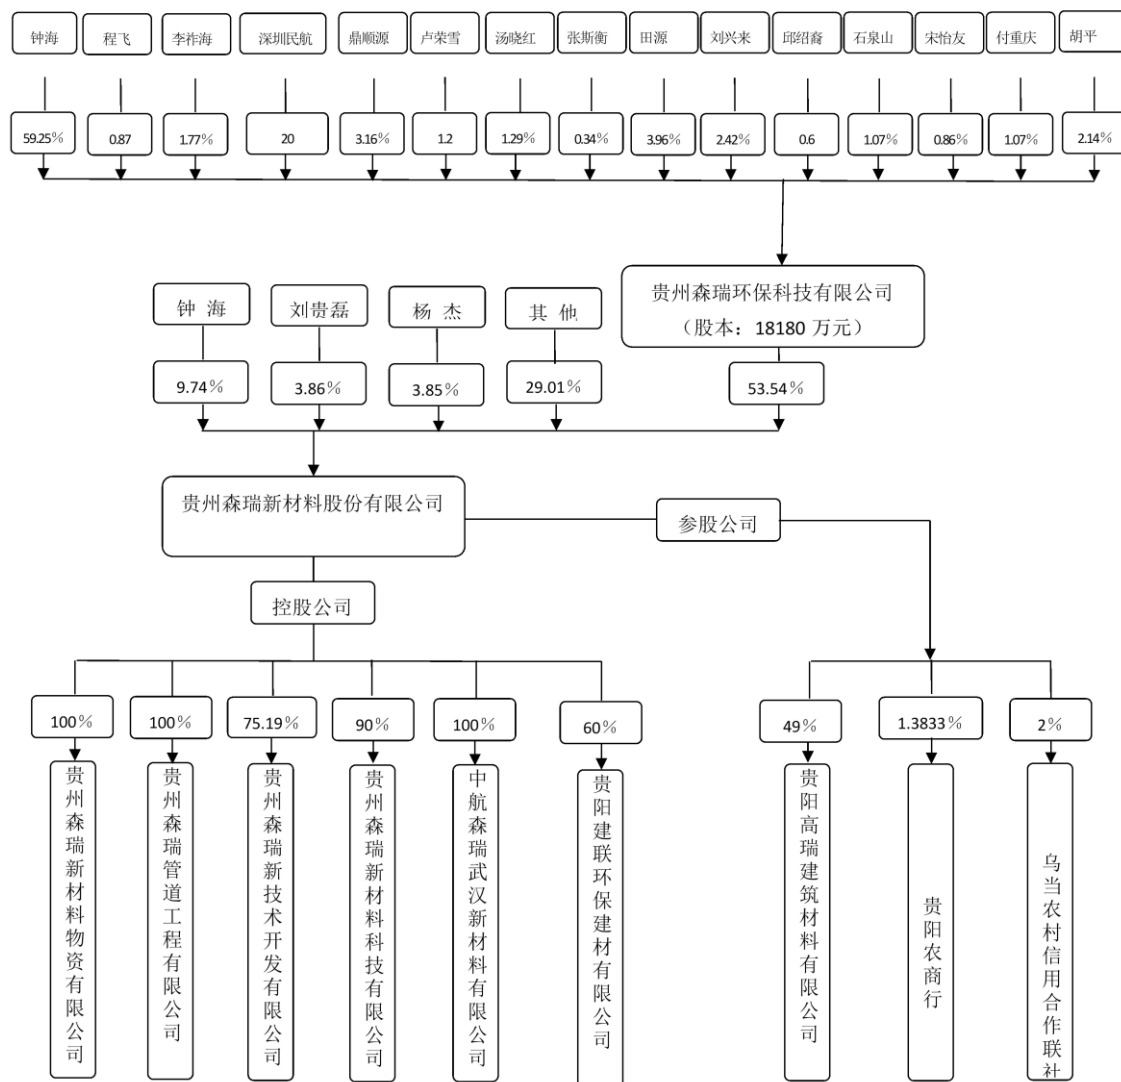 钟海
程飞
李祚海
深圳民航
鼎顺源
卢荣雪
汤晓红
张斯衡
田源
刘兴来
邱绍裔
石泉山
宋怡友
付重庆
胡平
59.25%
0.87
1.77%
20
3.16%
1.2
1.29%
0.34%
3.96%
2.42%
0.6
1.07%
0.86%
1.07%
2.14%
贵州森瑞环保科技有限公司
（股本：18180 万元）
钟 海
刘贵磊
杨 杰
其 他
9.74%
3.86%
3.85%
29.01%
53.54%
贵州森瑞新材料股份有限公司
参股公司
控股公司
100%
100%
75.19%
90%
100%
60%
49%
1.3833%
2%
贵州森瑞新材料物资有限公司
贵州森瑞管道工程有限公司
贵州森瑞新技术开发有限公司
贵州森瑞新材料科技有限公司
中航森瑞武汉新材料有限公司
贵阳建联环保建材有限公司
贵阳高瑞建筑材料有限公司
贵阳农商行
乌当农村信用合作联社